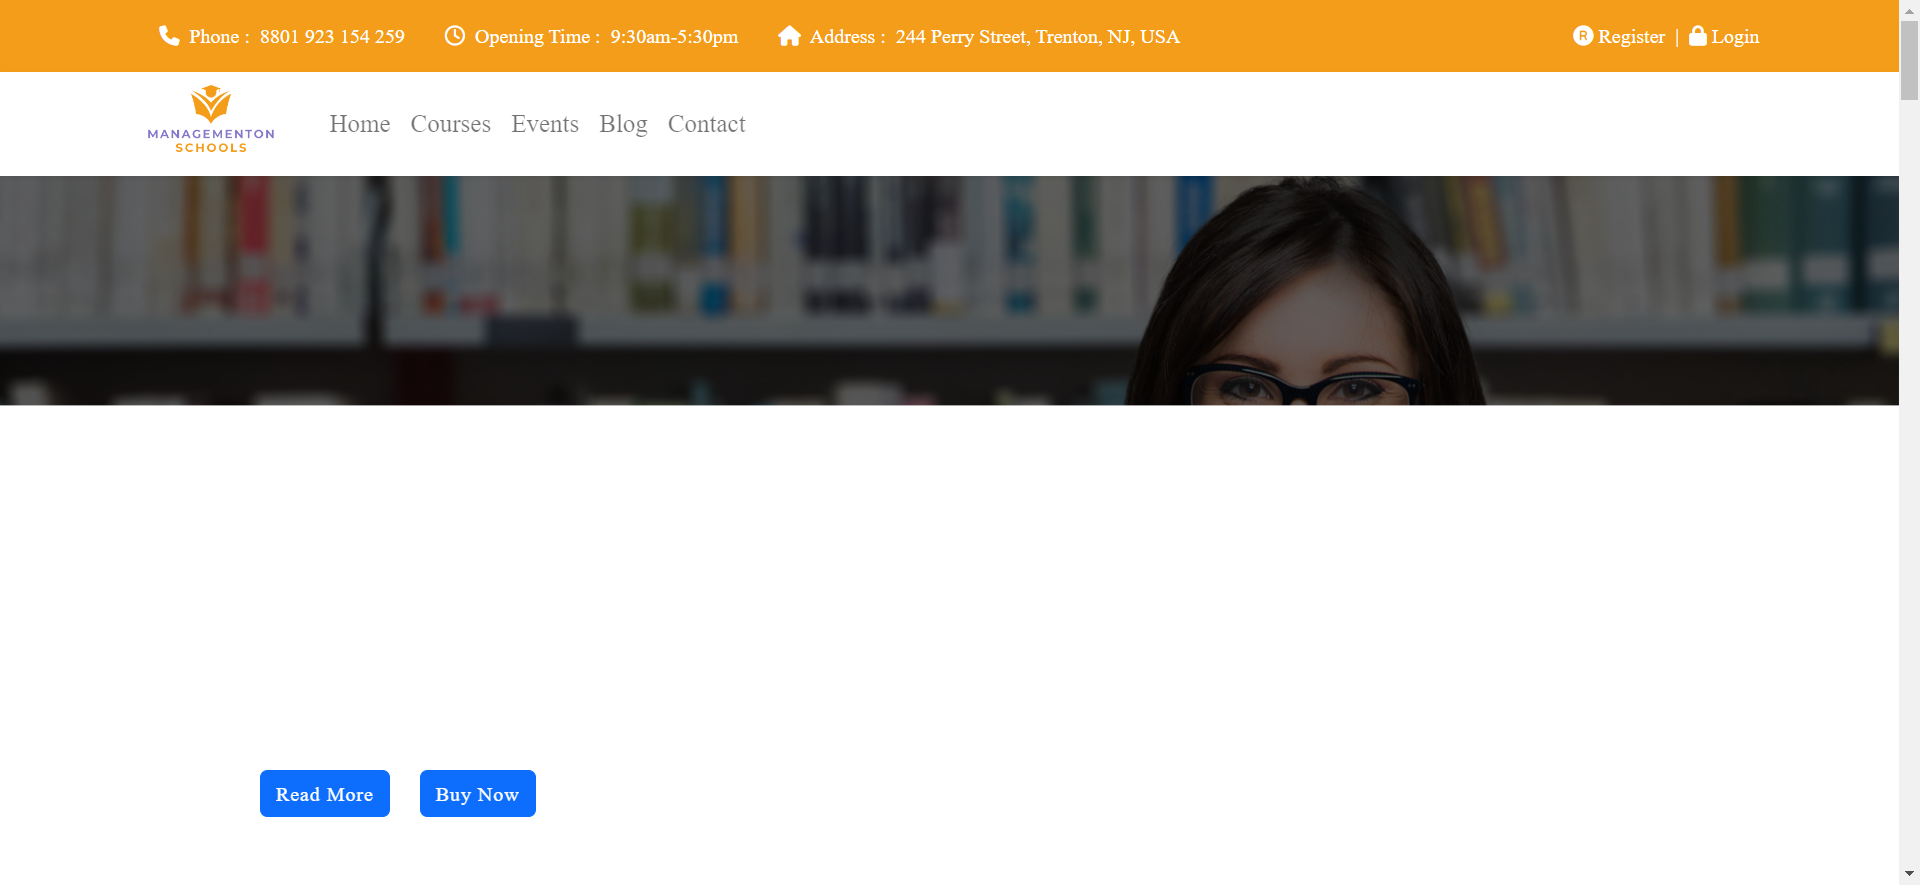 Phone : 8801 923 154 259 Opening Time : 9:30am-5:30pm Address : 244 Perry Street, Trenton, NJ, USA Register | Login
MANAGEMENTON
SCHOOLS
Home Courses Events Blog Contact
Read More Buy Now